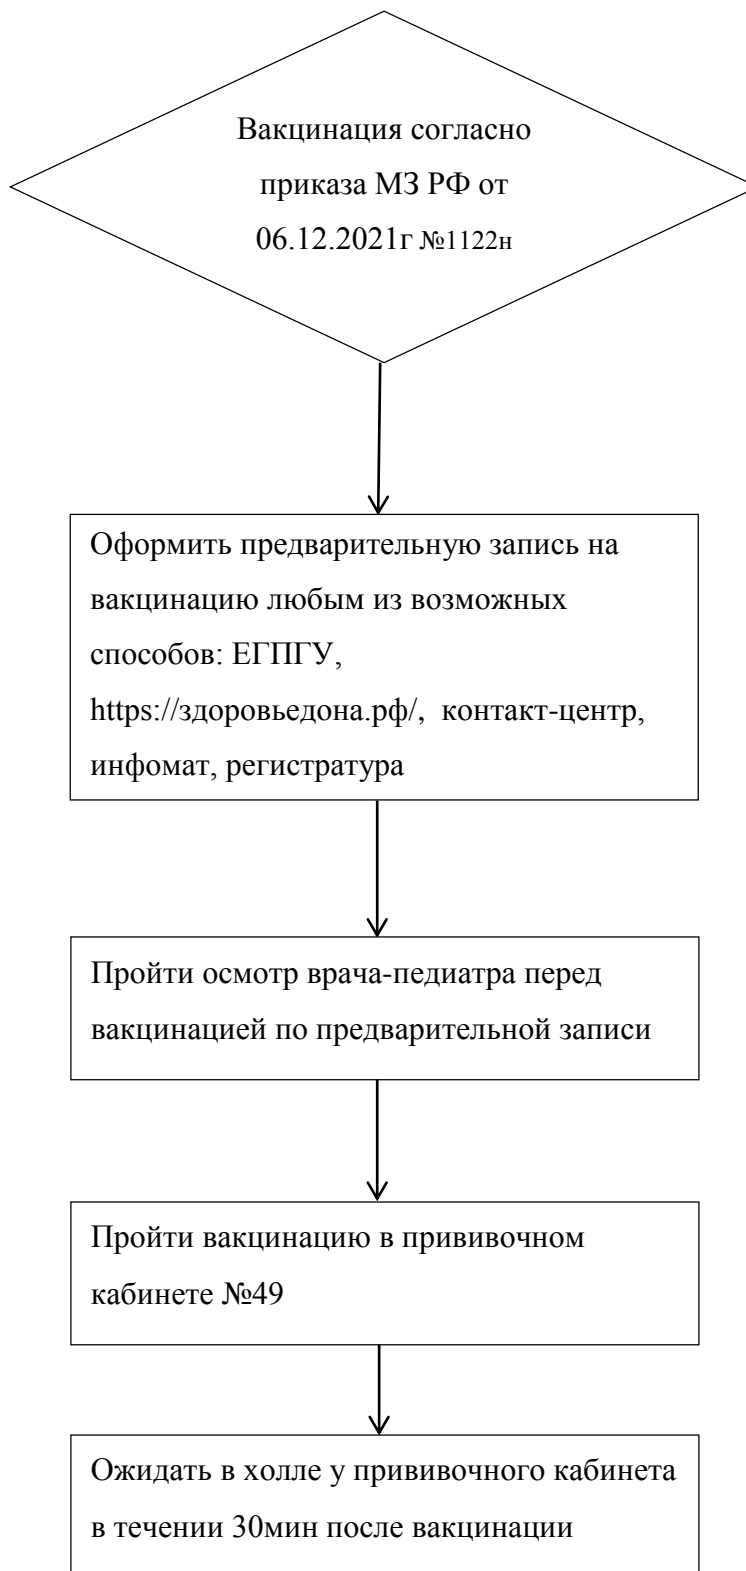 Вакцинация согласно
приказа МЗ РФ от
06.12.2021г №1122н
Оформить предварительную запись на
вакцинацию любым из возможных
способов: ЕГПГУ,
https://здоровьедона.рф/, контакт-центр,
инфомат, регистратура
Пройти осмотр врача-педиатра перед
вакцинацией по предварительной записи
Пройти вакцинацию в прививочном
кабинете №49
Ожидать в холле у прививочного кабинета
в течении 30мин после вакцинации